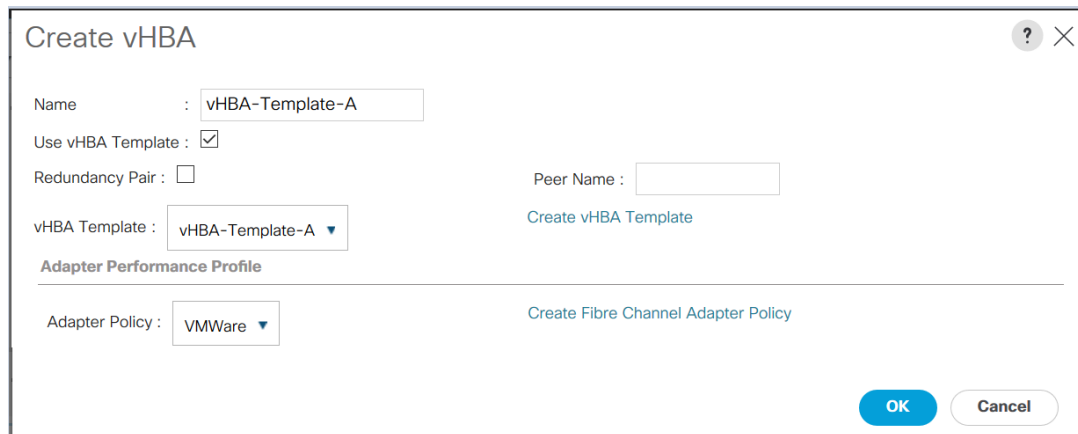 Create vHBA ?
Name : vHBA-Template-A
Use vHBA Template :
Redundancy Pair : Peer Name :
vHBA Template : vHBA-Template-A Create vHBA Template
Adapter Performance Profile
Adapter Policy : VMWare Create Fibre Channel Adapter Policy
OK Cancel